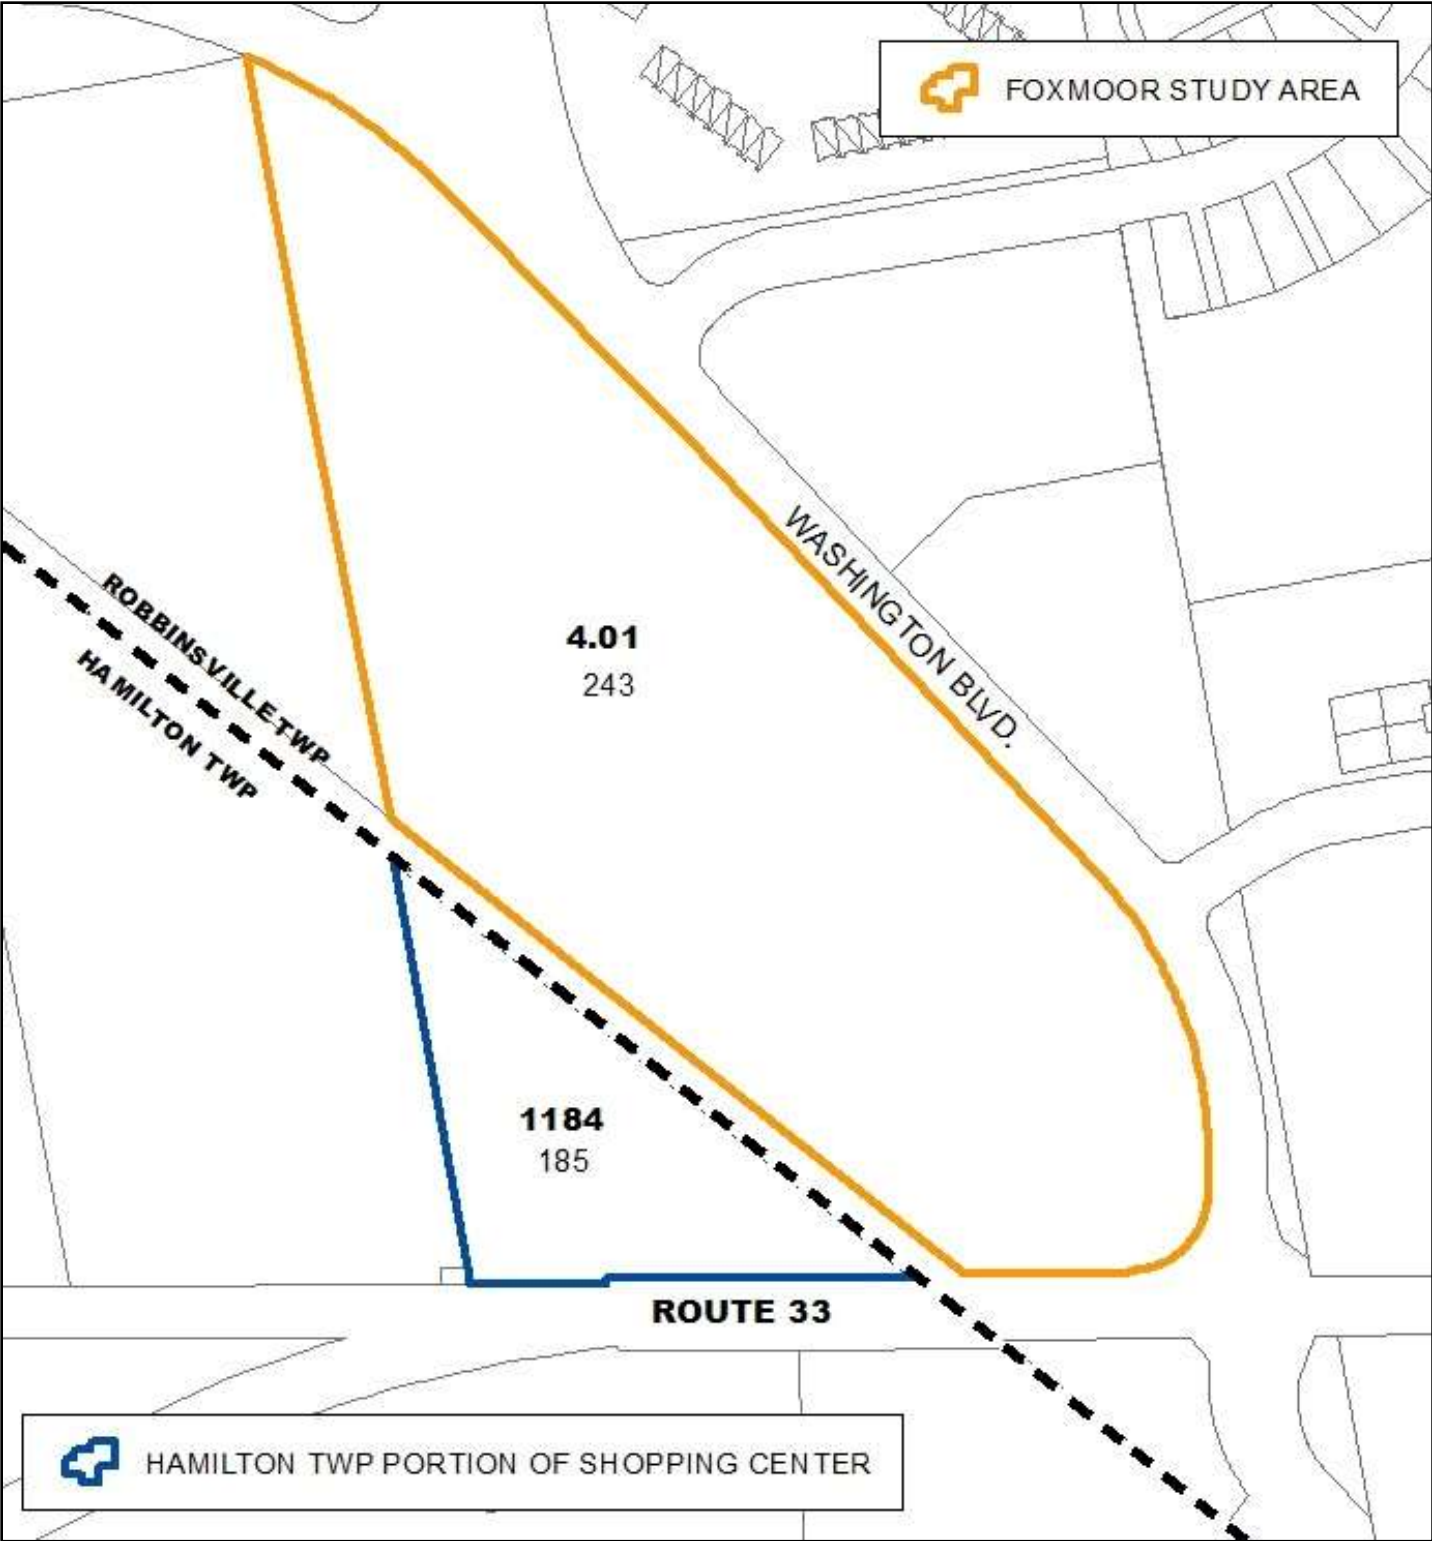 FOXMOOR STUDY AREA
WASHINGTON BLVD.
ROBBINSVILLE TWP
HAMILTON TWP
4.01
243
1184
185
ROUTE 33
HAMILTON TWP PORTION OF SHOPPING CENTER